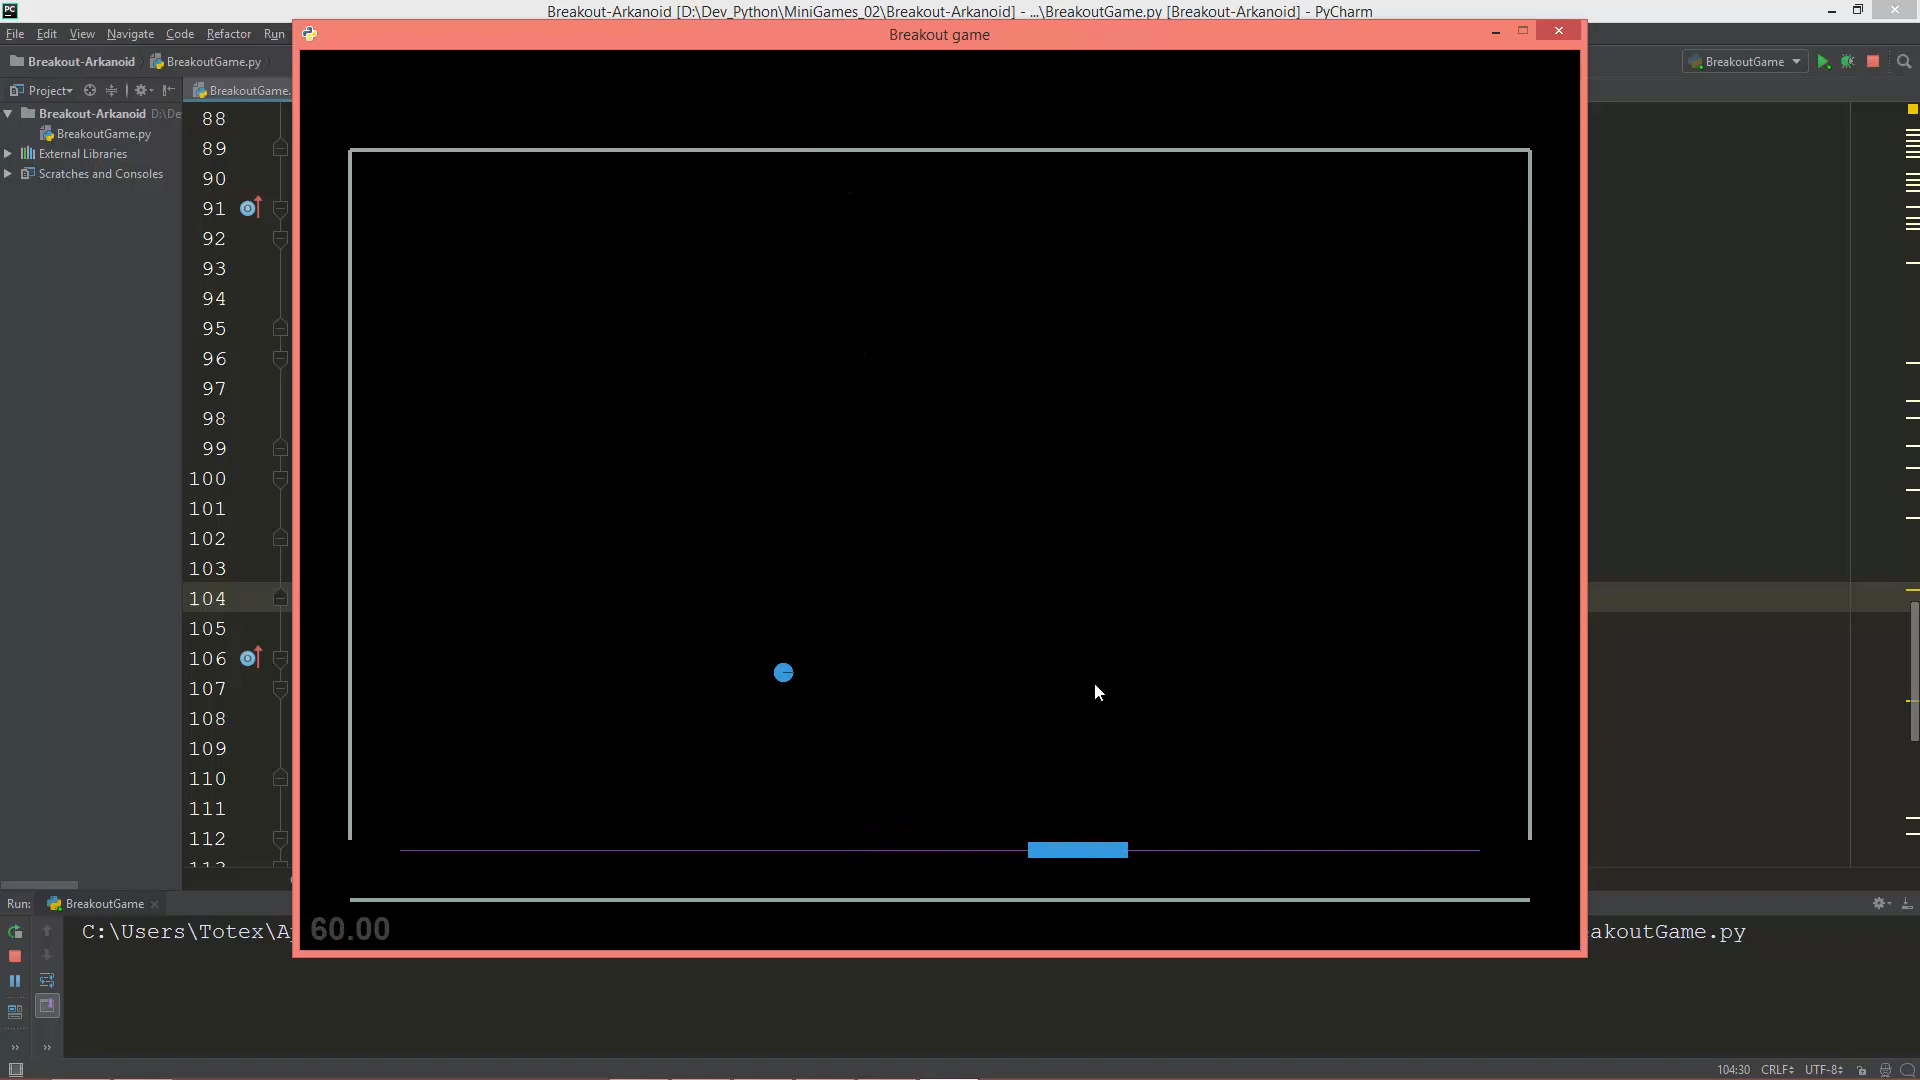 Breakout-Arkanoid [D:\Dev_Python\MiniGames_02\Breakout-Arkanoid] - ...\BreakoutGame.py [Breakout-Arkanoid] - PyCharm
File Edit View Navigate Code Refactor Run
Breakout game
Breakout-Arkanoid BreakoutGame.py
BreakoutGame
Project
BreakoutGame.
Breakout-Arkanoid D:\De
BreakoutGame.py
External Libraries
Scratches and Consoles
88
89
90
91
92
93
94
95
96
97
98
99
100
101
102
103
104
105
106
107
108
109
110
111
112
113
60.00
Run: BreakoutGame
C:\Users\Totex\A
akoutGame.py
104:30 CRLF UTF-8